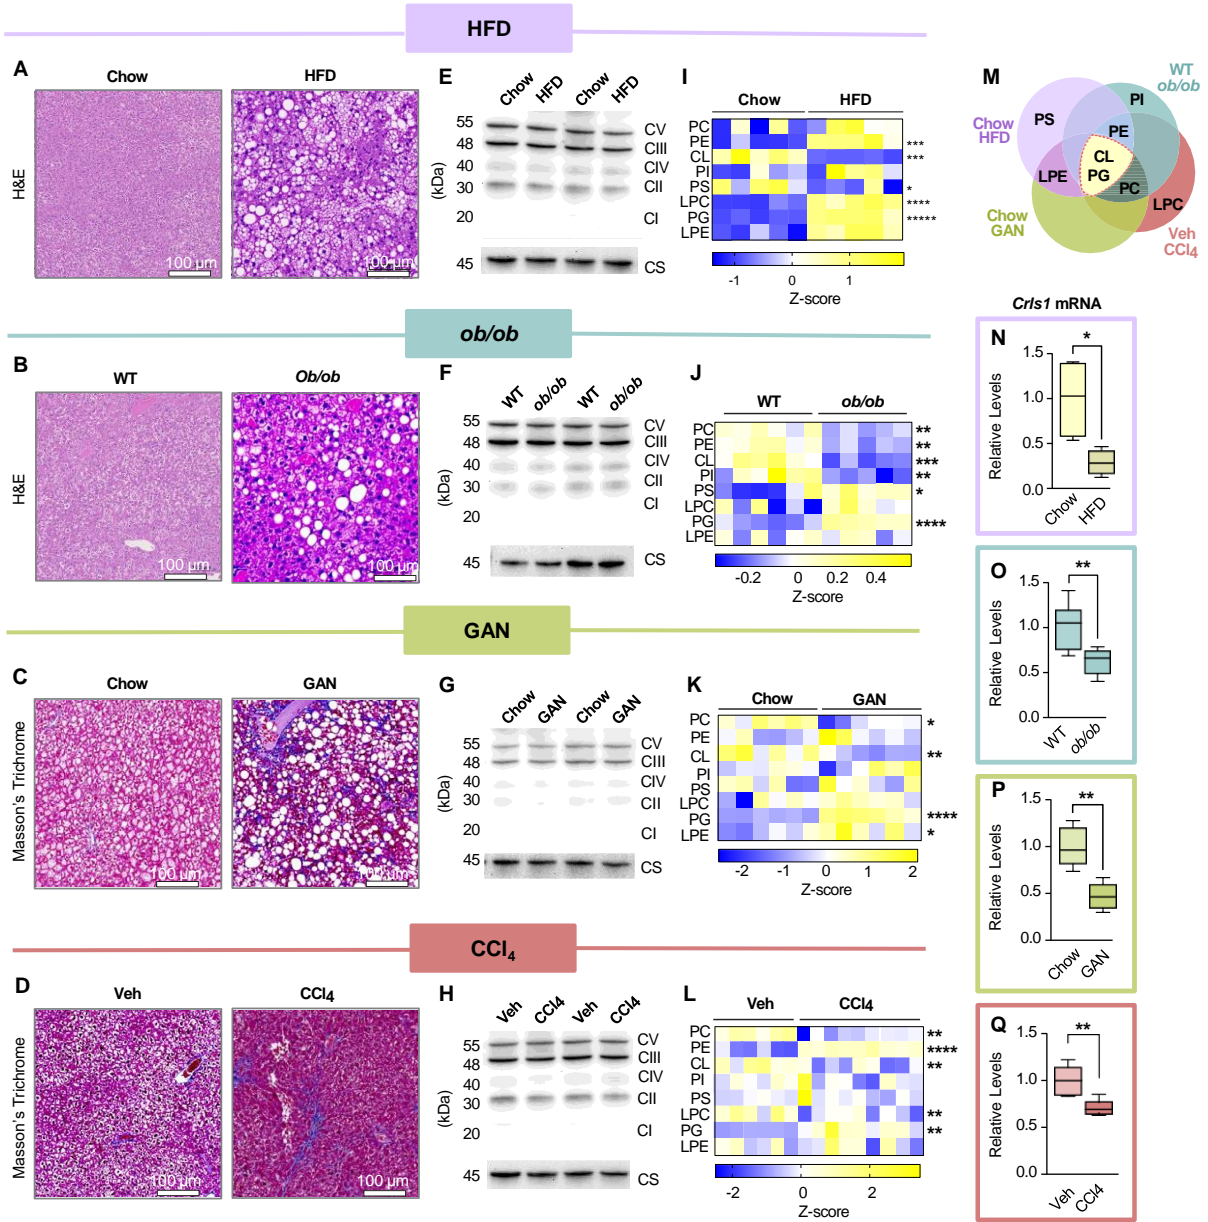 HFD
A
Chow
HFD
H&E
100 µm
100 µm
E
Chow
HFD
Chow
HFD
(kDa)
55
48
40
30
20
45
CV
CIII
CIV
CII
CI
CS
I
Chow
HFD
PC
PE
***
CL
***
PI
PS
*
LPC
****
PG
*****
LPE
-1
0
1
Z-score
M
WT
ob/ob
Chow
HFD
PS
PI
PE
CL
PG
LPE
PC
LPC
Chow
GAN
Veh
CCl4
ob/ob
B
WT
Ob/ob
H&E
100 µm
100 µm
F
WT
ob/ob
WT
ob/ob
(kDa)
55
48
40
30
20
45
CV
CIII
CIV
CII
CI
CS
J
WT
ob/ob
PC
**
PE
**
CL
***
PI
**
PS
*
LPC
PG
****
LPE
-0.2
0
0.2
0.4
Z-score
Crls1 mRNA
N
*
Relative Levels
1.5
1.0
0.5
0.0
Chow
HFD
O
**
Relative Levels
1.5
1.0
0.5
0.0
WT
ob/ob
GAN
C
Chow
GAN
Masson's Trichrome
100 µm
100 µm
G
Chow
GAN
Chow
GAN
(kDa)
55
48
40
30
20
45
CV
CIII
CIV
CII
CI
CS
K
Chow
GAN
PC
*
PE
CL
**
PI
PS
LPC
PG
****
LPE
*
-2
-1
0
1
2
Z-score
P
**
Relative Levels
1.5
1.0
0.5
0.0
Chow
GAN
CCl4
D
Veh
CCl4
Masson's Trichrome
100 µm
100 µm
H
Veh
CCl4
Veh
CCl4
(kDa)
55
48
40
30
20
45
CV
CIII
CIV
CII
CI
CS
L
Veh
CCl4
PC
**
PE
****
CL
**
PI
PS
LPC
**
PG
**
LPE
-2
0
2
Z-score
Q
**
Relative Levels
1.5
1.0
0.5
0.0
Veh
CCl4